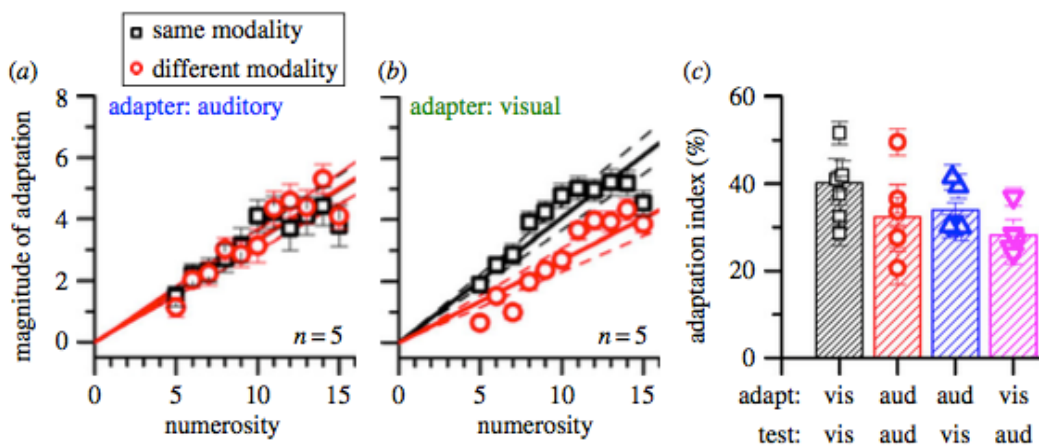 same modality
different modality
(a)
(b)
(c)
adapter: auditory
adapter: visual
magnitude of adaptation
8
6
4
2
0
n = 5
n = 5
0 5 10 15
0 5 10 15
numerosity
numerosity
adaptation index (%)
60
40
20
0
adapt: vis aud aud vis
test: vis aud vis aud